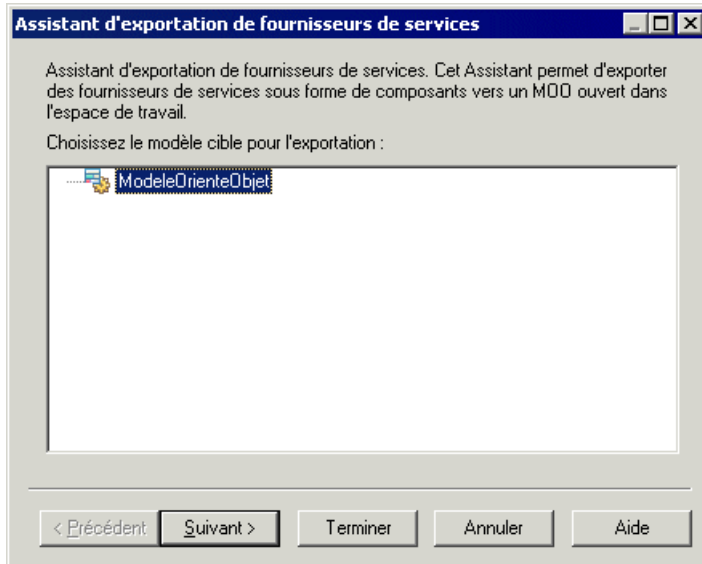 Assistant d'exportation de fournisseurs de services
Assistant d'exportation de fournisseurs de services. Cet Assistant permet d'exporter
des fournisseurs de services sous forme de composants vers un MOO ouvert dans
l'espace de travail.
Choisissez le modèle cible pour l'exportation :
ModeleOrienteObjet
< Précédent Suivant > Terminer Annuler Aide